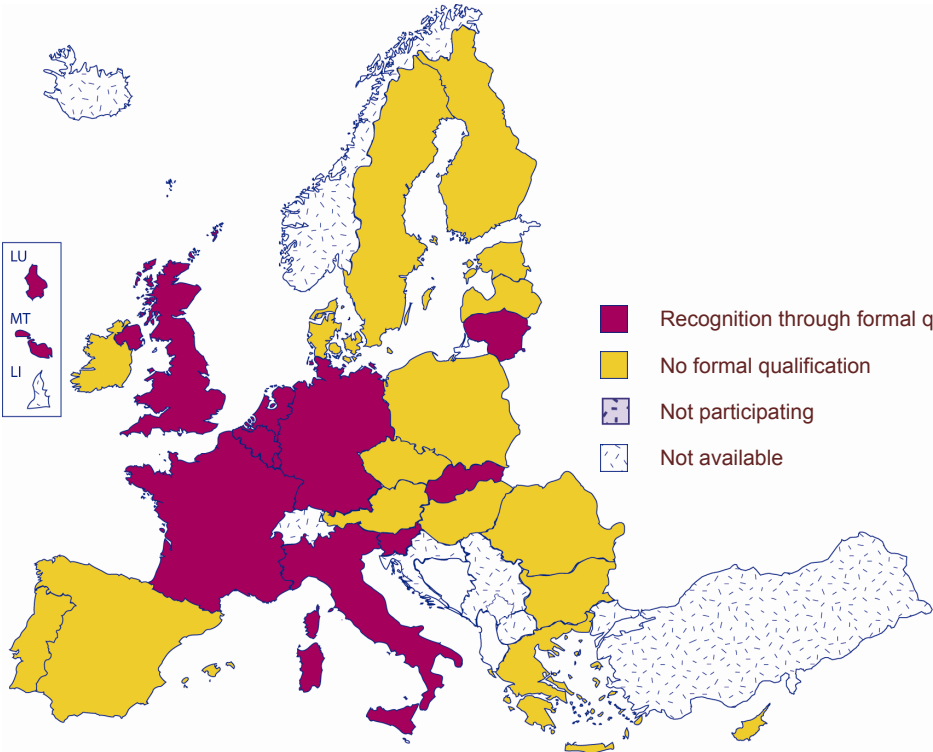 LU
MT
LI
Recognition through formal q
No formal qualification
Not participating
Not available